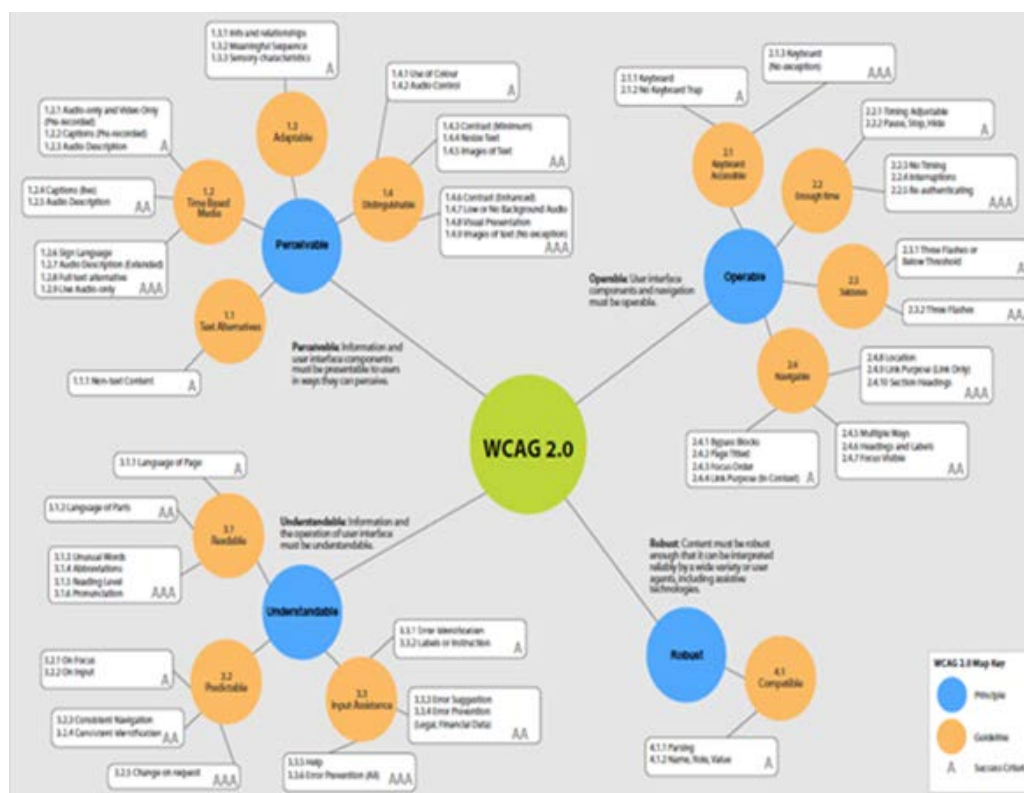 1.3.1 Info and relationships
1.3.2 Meaningful Sequence
1.3.3 Sensory characteristics
A
1.3
Adaptable
1.4.1 Use of Colour
1.4.2 Audio Control
A
1.4.3 Contrast (Minimum)
1.4.4 Resize Text
1.4.5 Images of Text
AA
1.4.6 Contrast (Enhanced)
1.4.7 Low or No Background Audio
1.4.8 Visual Presentation
1.4.9 Images of text (No exception)
AAA
1.4
Distinguishable
1.2.1 Audio-only and Video Only
(Pre-recorded)
1.2.2 Captions (Pre-recorded)
1.2.3 Audio Description
A
1.2.4 Captions (live)
1.2.5 Audio Description
AA
1.2.6 Sign Language
1.2.7 Audio Description (Extended)
1.2.8 Full text alternative
1.2.9 Live Audio-only
AAA
1.2
Time Based
Media
Perceivable
1.1
Text Alternatives
1.1.1 Non-text Content
A
Perceivable: Information and
user interface components
must be presentable to users
in ways they can perceive.
2.1.1 Keyboard
2.1.2 No Keyboard Trap
A
2.1.3 Keyboard
(No exception)
AAA
2.1
Keyboard
Accessible
2.2.1 Timing Adjustable
2.2.2 Pause, Stop, Hide
A
2.2.3 No Timing
2.2.4 Interruptions
2.2.5 Re-authenticating
AAA
2.2
Enough time
Operable: User interface
components and navigation
must be operable.
Operable
2.3.1 Three Flashes or
Below Threshold
2.3.2 Three Flashes
2.3
Seizures
2.4
Navigable
2.4.8 Location
2.4.9 Link Purpose (Link Only)
2.4.10 Section Headings
AAA
2.4.1 Bypass Blocks
2.4.2 Page Titled
2.4.3 Focus Order
2.4.4 Link Purpose (In Context)
A
2.4.5 Multiple Ways
2.4.6 Headings and Labels
2.4.7 Focus Visible
AA
WCAG 2.0
3.1.1 Language of Page
A
3.1.2 Language of Parts
AA
3.1.3 Unusual Words
3.1.4 Abbreviations
3.1.5 Reading Level
3.1.6 Pronunciation
AAA
3.1
Readable
Understandable: Information and
the operation of user interface
must be understandable.
Understandable
3.2.1 On Focus
3.2.2 On Input
A
3.2.3 Consistent Navigation
3.2.4 Consistent Identification
AA
3.2.5 Change on request
AAA
3.2
Predictable
3.3.1 Error Identification
3.3.2 Labels or Instruction
A
3.3.3 Error Suggestion
3.3.4 Error Prevention
(Legal, Financial Data)
AA
3.3.5 Help
3.3.6 Error Prevention (All)
AAA
3.3
Input Assistance
Robust: Content must be robust
enough that it can be interpreted
reliably by a wide variety or user
agents, including assistive
technologies.
Robust
4.1
Compatible
4.1.1 Parsing
4.1.2 Name, Role, Value
A
WCAG 2.0 Map Key
Principle
Guideline
A
Success